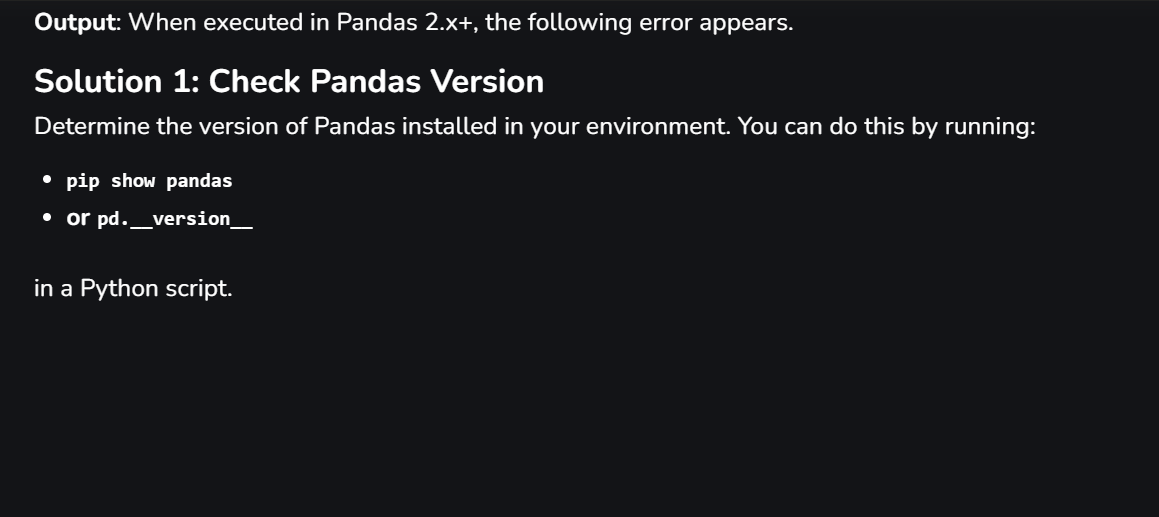 Output: When executed in Pandas 2.x+, the following error appears.
Solution 1: Check Pandas Version
Determine the version of Pandas installed in your environment. You can do this by running:
• pip show pandas
• or pd.__version__
in a Python script.